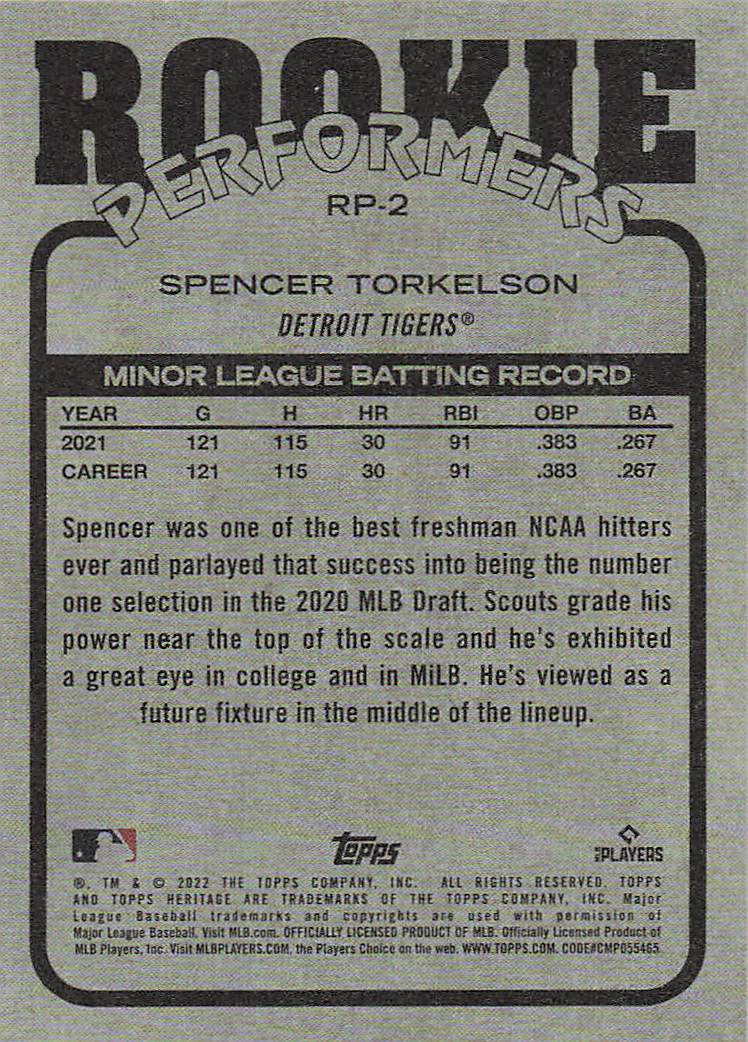 ROOKIE
PERFORMERS
RP-2
SPENCER TORKELSON
DETROIT TIGERS®
MINOR LEAGUE BATTING RECORD
YEAR G H HR RBI OBP BA
2021 121 115 30 91 .383 .267
CAREER 121 115 30 91 .383 .267
Spencer was one of the best freshman NCAA hitters
ever and parlayed that success into being the number
one selection in the 2020 MLB Draft. Scouts grade his
power near the top of the scale and he's exhibited
a great eye in college and in MiLB. He's viewed as a
future fixture in the middle of the lineup.
Topps
MLB PLAYERS
®, TM & © 2022 THE TOPPS COMPANY, INC. ALL RIGHTS RESERVED. TOPPS
AND TOPPS HERITAGE ARE TRADEMARKS OF THE TOPPS COMPANY, INC. Major
League Baseball trademarks and copyrights are used with permission of
Major League Baseball. Visit MLB.com. OFFICIALLY LICENSED PRODUCT OF MLB. Officially Licensed Product of
MLB Players, Inc. Visit MLBPLAYERS.COM, the Players Choice on the web. WWW.TOPPS.COM. CODE#CMP055465